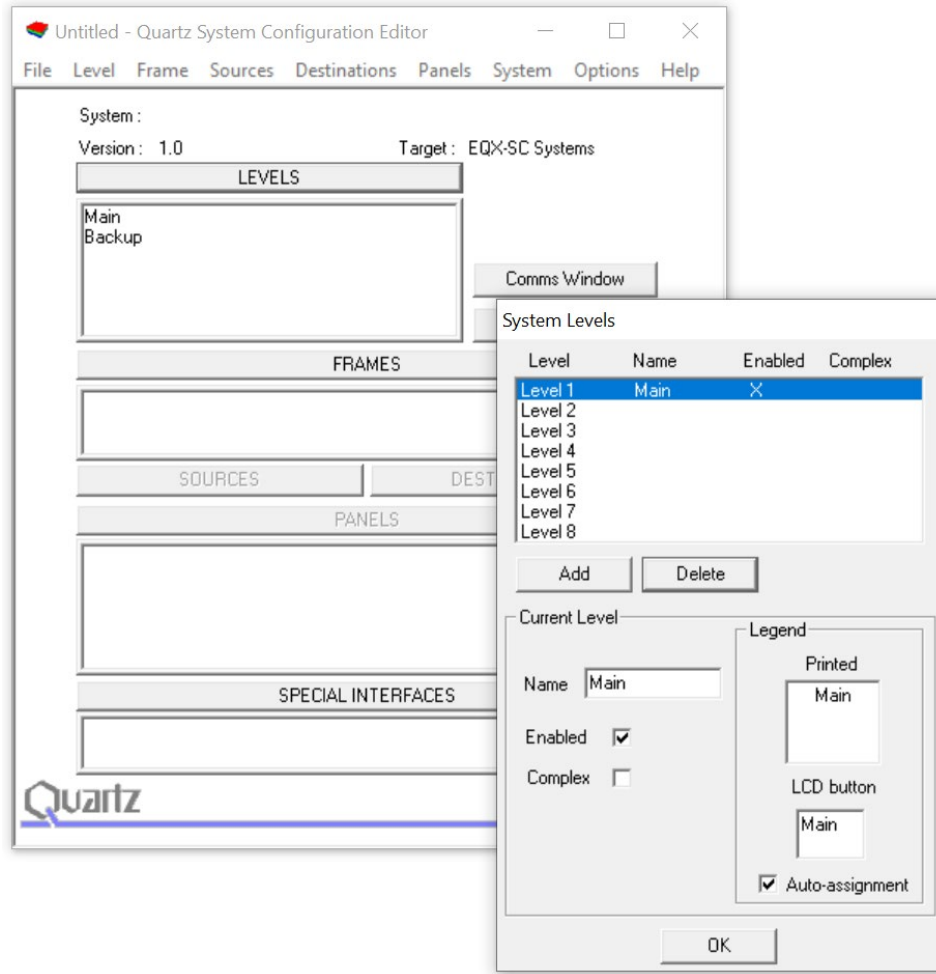 Untitled - Quartz System Configuration Editor
File Level Frame Sources Destinations Panels System Options Help
System :
Version : 1.0 Target : EQX-SC Systems
LEVELS
Main
Backup
Comms Window
FRAMES
SOURCES DEST
PANELS
SPECIAL INTERFACES
Quartz
System Levels
Level Name Enabled Complex
Level 1 Main X
Level 2
Level 3
Level 4
Level 5
Level 6
Level 7
Level 8
Add Delete
Current Level
Name Main
Enabled
Complex
Legend
Printed
Main
LCD button
Main
Auto-assignment
OK